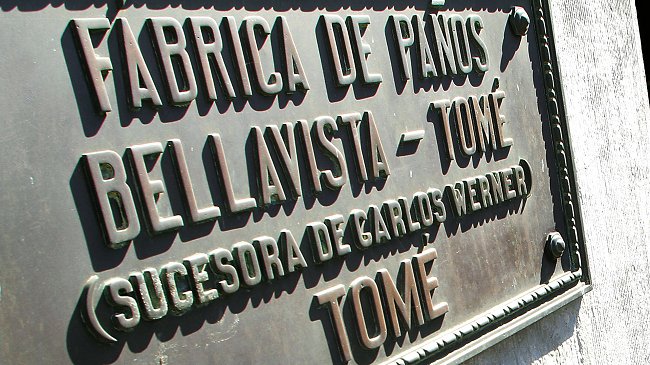 FABRICA DE PAÑOS
BELLAVISTA - TOMÉ
(SUCESORA DE CARLOS WERNER)
TOMÉ